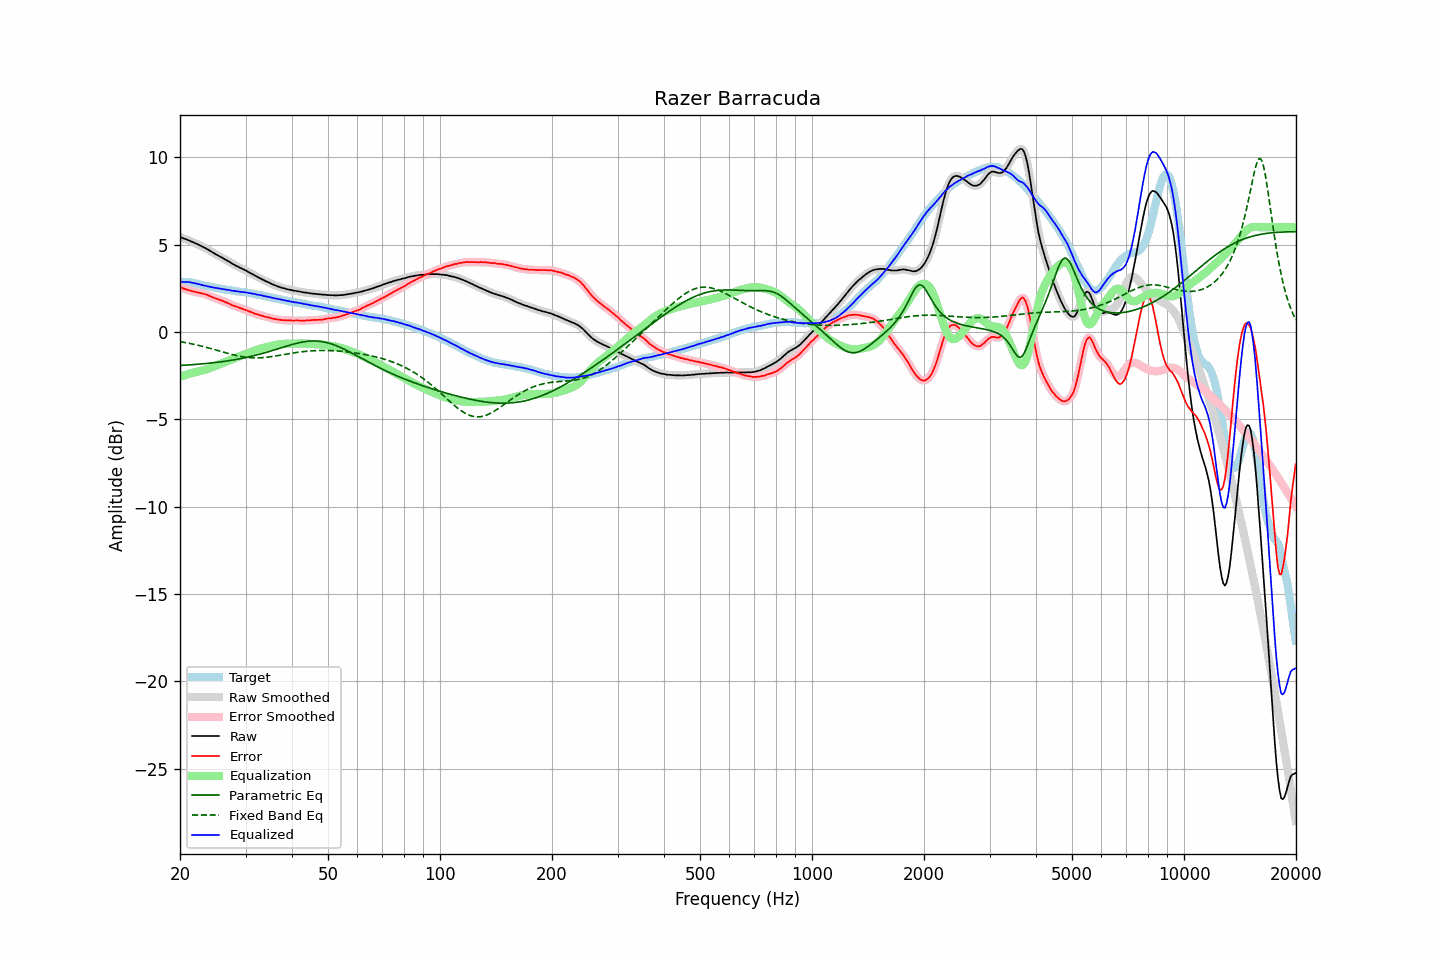 Razer Barracuda
Amplitude (dBr)
10
5
0
−5
−10
−15
−20
−25
Target
Raw Smoothed
Error Smoothed
Raw
Error
Equalization
Parametric Eq
Fixed Band Eq
Equalized
20 50 100 200 500 1000 2000 5000 10000 20000
Frequency (Hz)